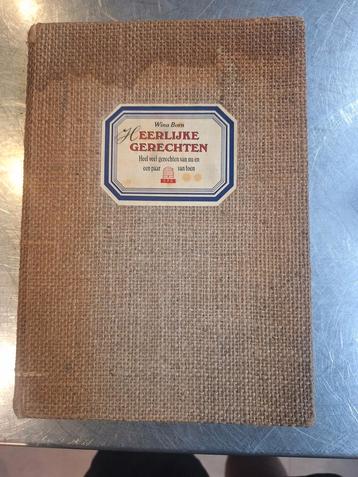 Wina Born
HEERLIJKE
GERECHTEN
Heel veel gerechten van nu en
een paar van toen